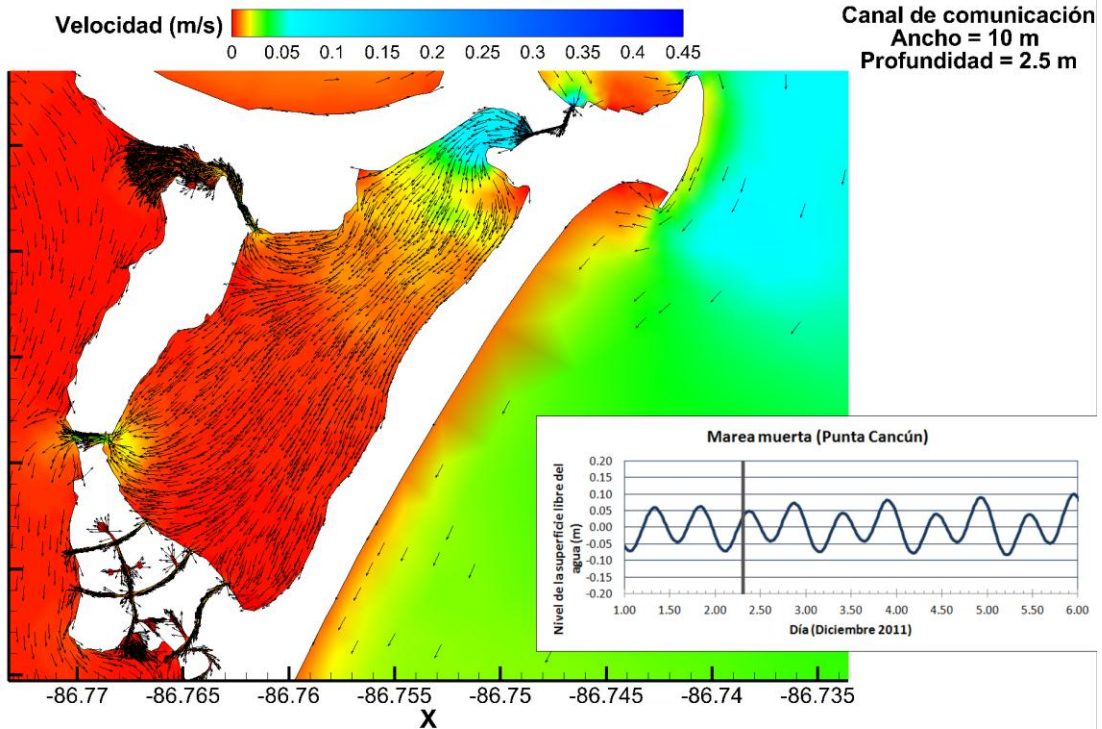 Velocidad (m/s)
0 0.05 0.1 0.15 0.2 0.25 0.3 0.35 0.4 0.45
Canal de comunicación
Ancho = 10 m
Profundidad = 2.5 m
Marea muerta (Punta Cancún)
Nivel de la superficie libre del
agua (m)
0.20
0.15
0.10
0.05
0.00
-0.05
-0.10
-0.15
-0.20
1.00 1.50 2.00 2.50 3.00 3.50 4.00 4.50 5.00 5.50 6.00
Día (Diciembre 2011)
-86.77 -86.765 -86.76 -86.755 -86.75 -86.745 -86.74 -86.735
X